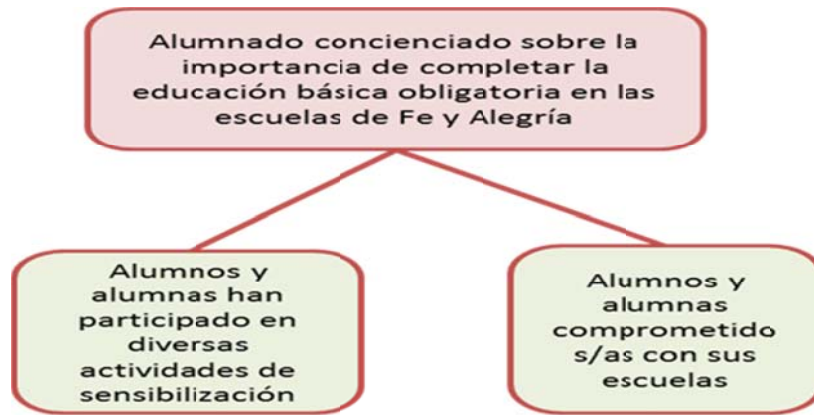 Alumnado concienciado sobre la
importancia de completar la
educación básica obligatoria en las
escuelas de Fe y Alegría
Alumnos y
alumnas han
participado en
diversas
actividades de
sensibilización
Alumnos y
alumnas
comprometido
s/as con sus
escuelas